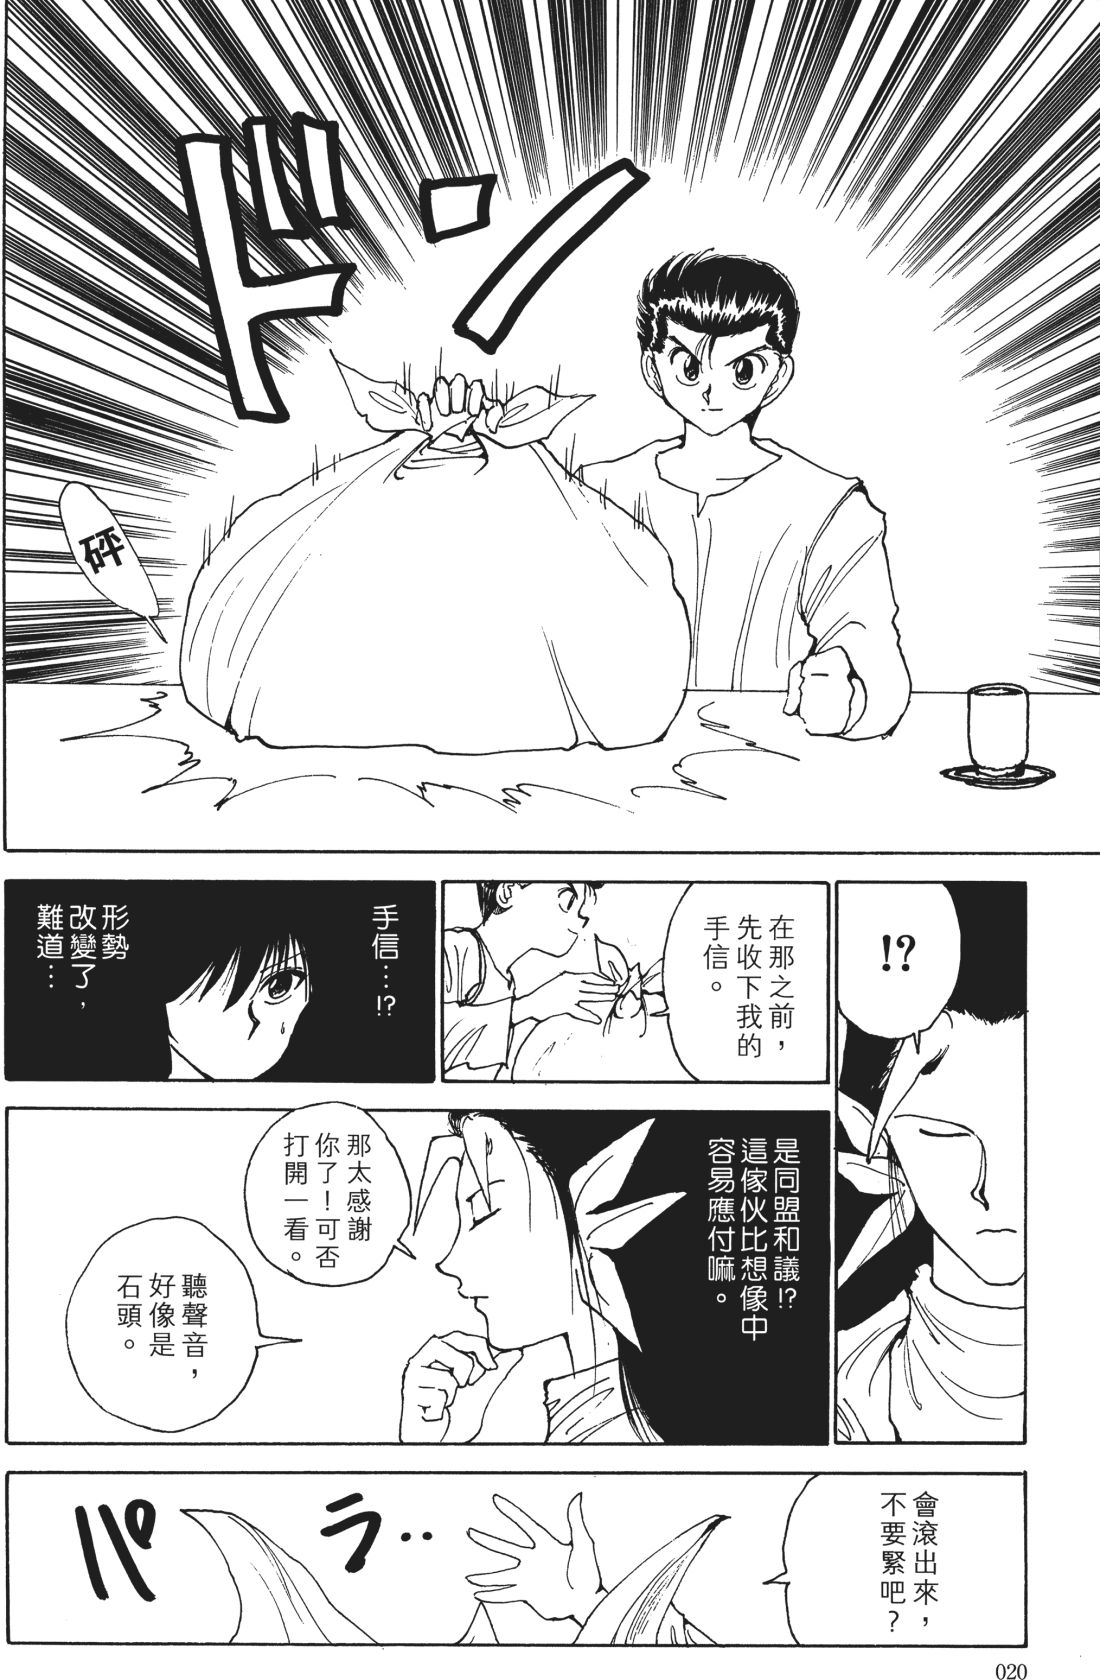 ドン
砰
!?
在那之前，
先收下我的
手信。
手信…!?
形勢
改變了，
難道…
是同盟和議!?
這傢伙比想像中
容易應付嘛。
那太感謝
你了！可否
打開一看。
聽聲音，
好像是
石頭。
會滾出來，
不要緊吧？
パラ‥
020